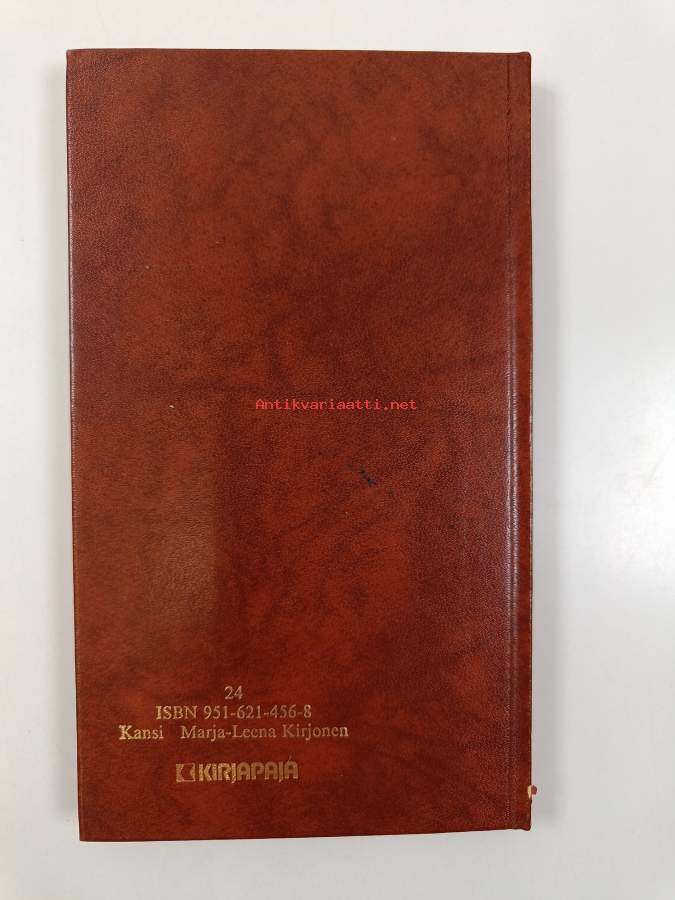 Antikvariaatti.net
24
ISBN 951-621-456-8
Kansi Marja-Leena Kirjonen
KIRJAPAJA